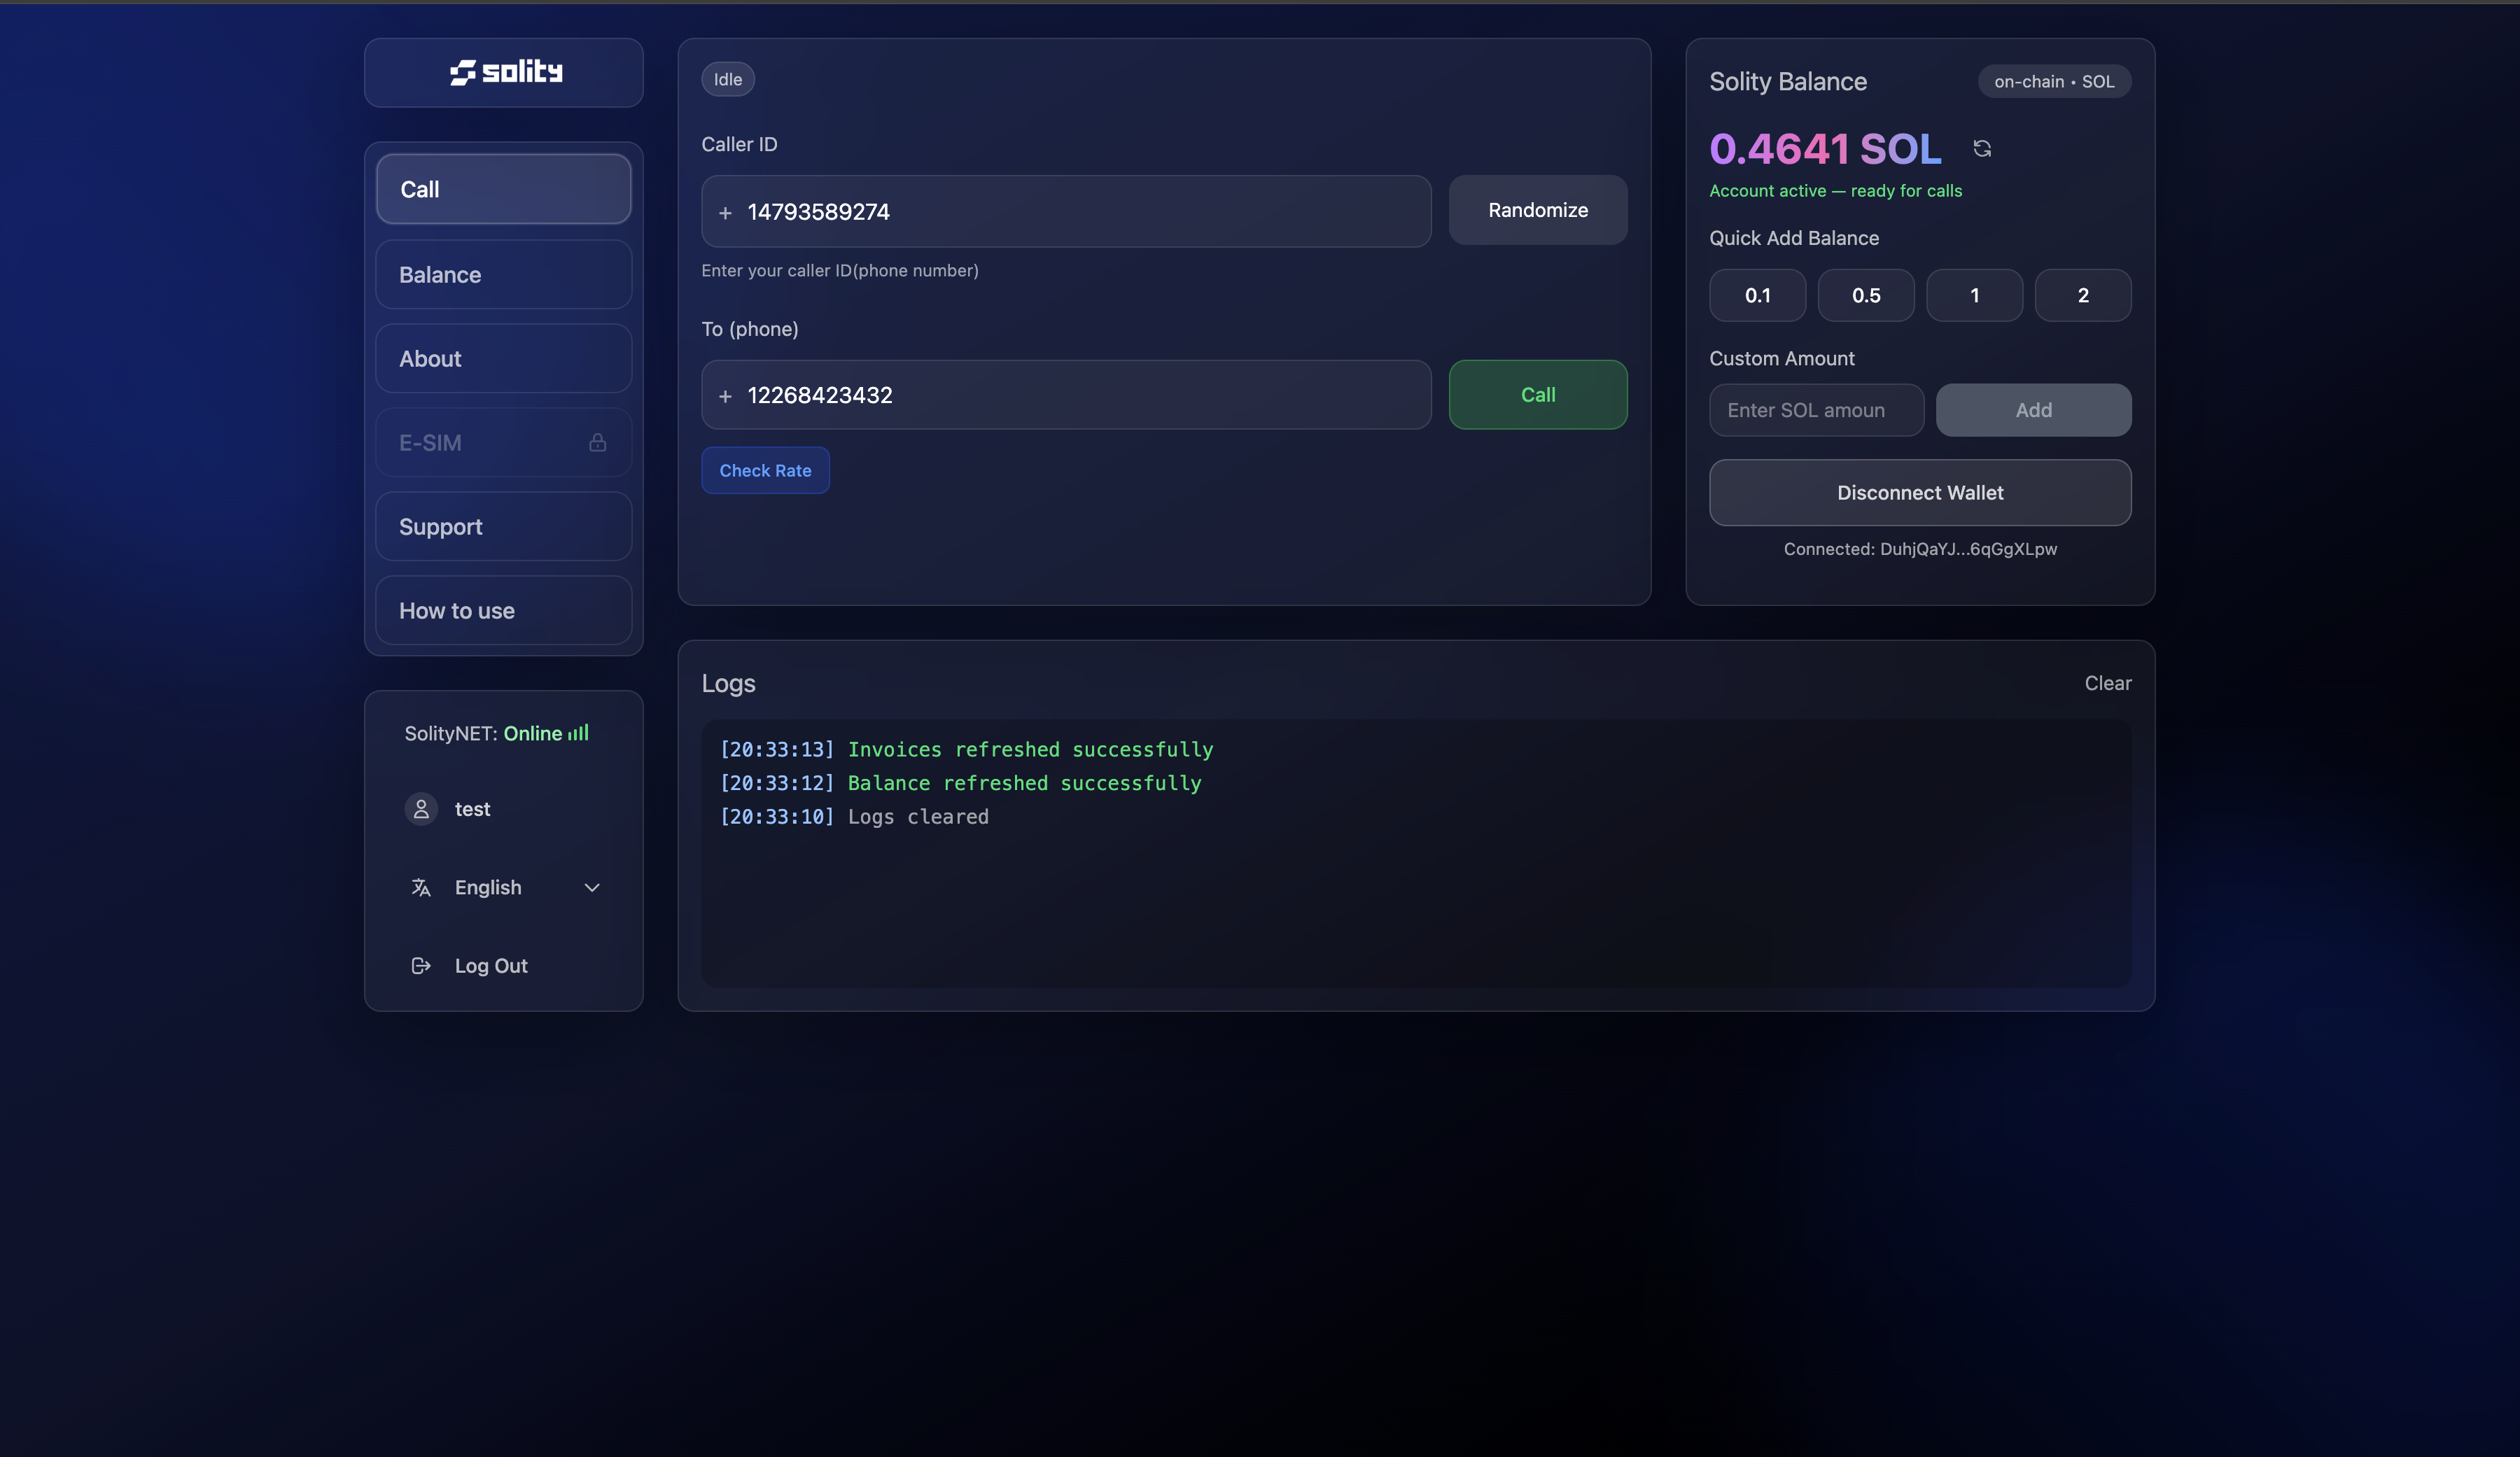 solity
Call
Balance
About
E-SIM
Support
How to use
SolityNET: Online
test
English
Log Out
Idle
Caller ID
+ 14793589274
Randomize
Enter your caller ID(phone number)
To (phone)
+ 12268423432
Call
Check Rate
Solity Balance
on-chain • SOL
0.4641 SOL
Account active — ready for calls
Quick Add Balance
0.1
0.5
1
2
Custom Amount
Enter SOL amoun
Add
Disconnect Wallet
Connected: DuhjQaYJ...6qGgXLpw
Logs
Clear
[20:33:13] Invoices refreshed successfully
[20:33:12] Balance refreshed successfully
[20:33:10] Logs cleared